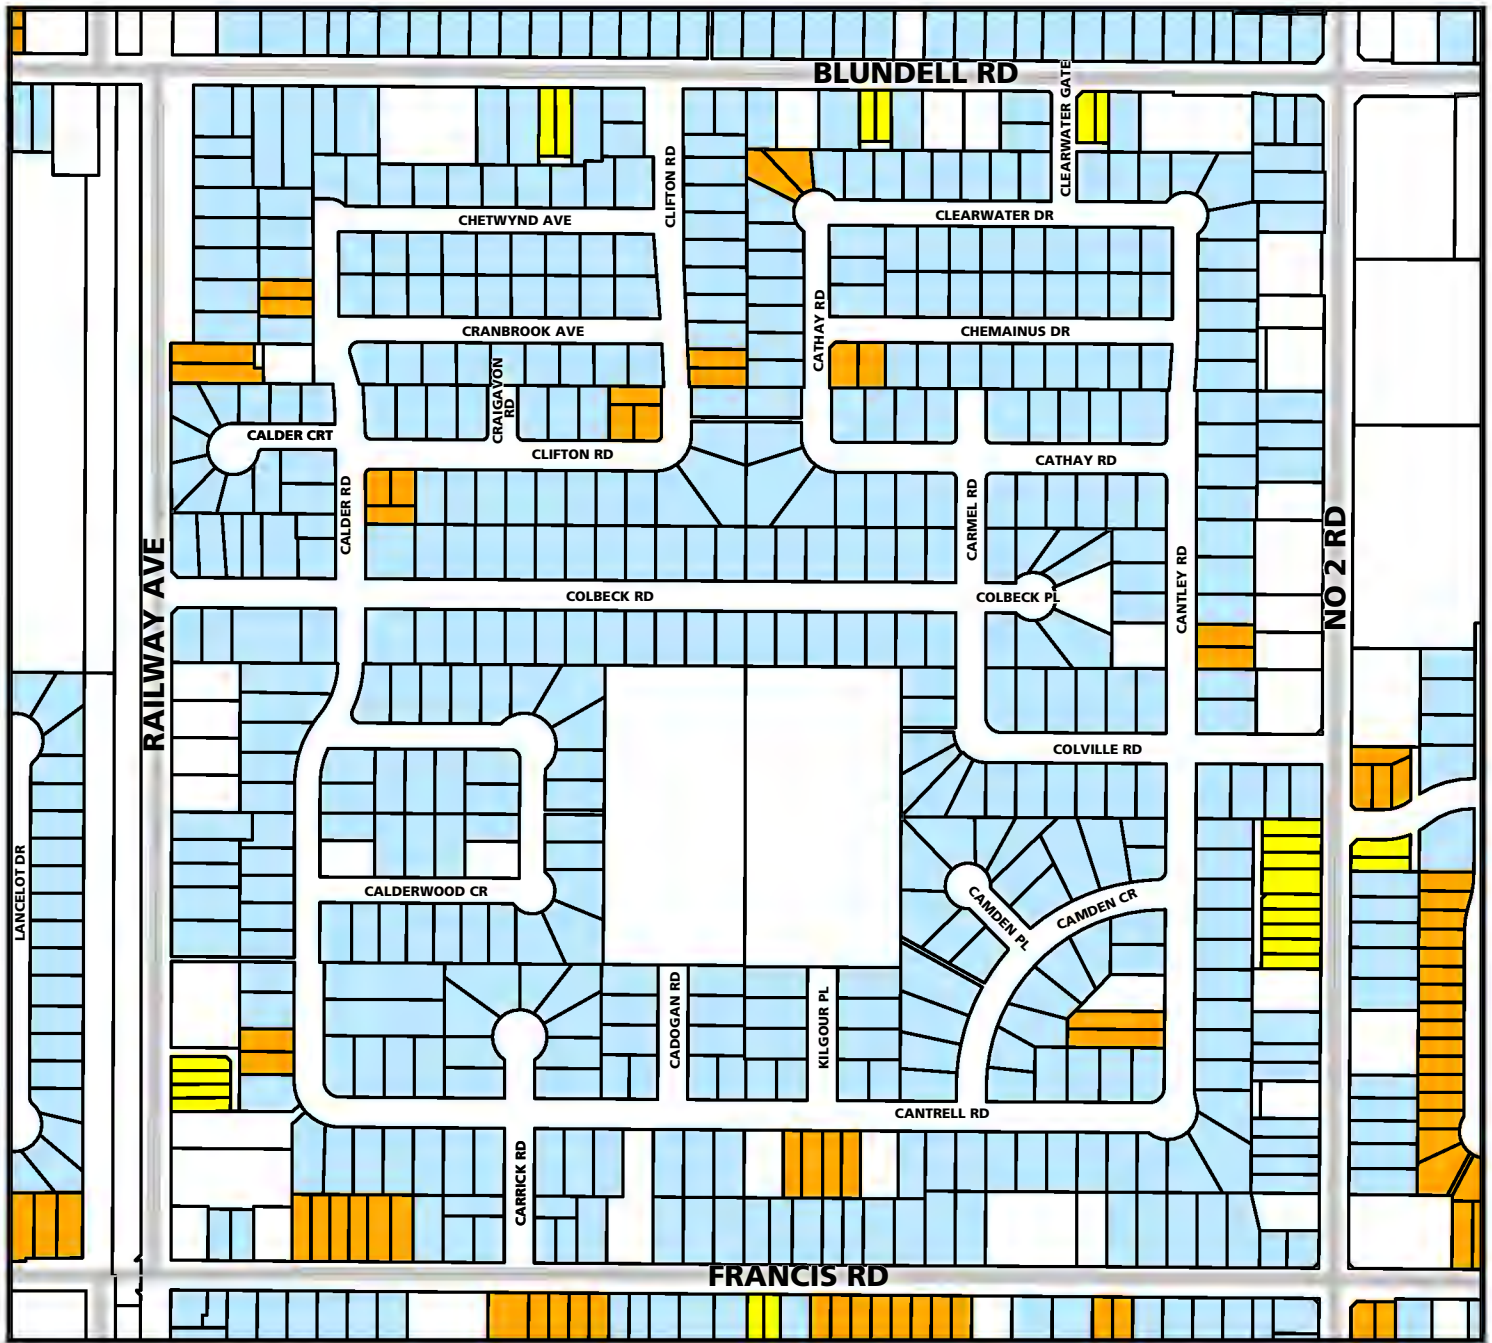 BLUNDELL RD
CLEARWATER GATE
CLIFTON RD
CHETWYND AVE
CLEARWATER DR
CATHAY RD
CRANBROOK AVE
CHEMAINUS DR
CRAIGAVON
RD
CALDER CRT
CLIFTON RD
CATHAY RD
CALDER RD
CARMEL RD
RAILWAY AVE
NO 2 RD
CANTLEY RD
COLBECK RD
COLBECK PL
COLVILLE RD
LANCELOT DR
CALDERWOOD CR
CAMDEN PL
CAMDEN CR
CADOGAN RD
KILGOUR PL
CANTRELL RD
CARRICK RD
FRANCIS RD